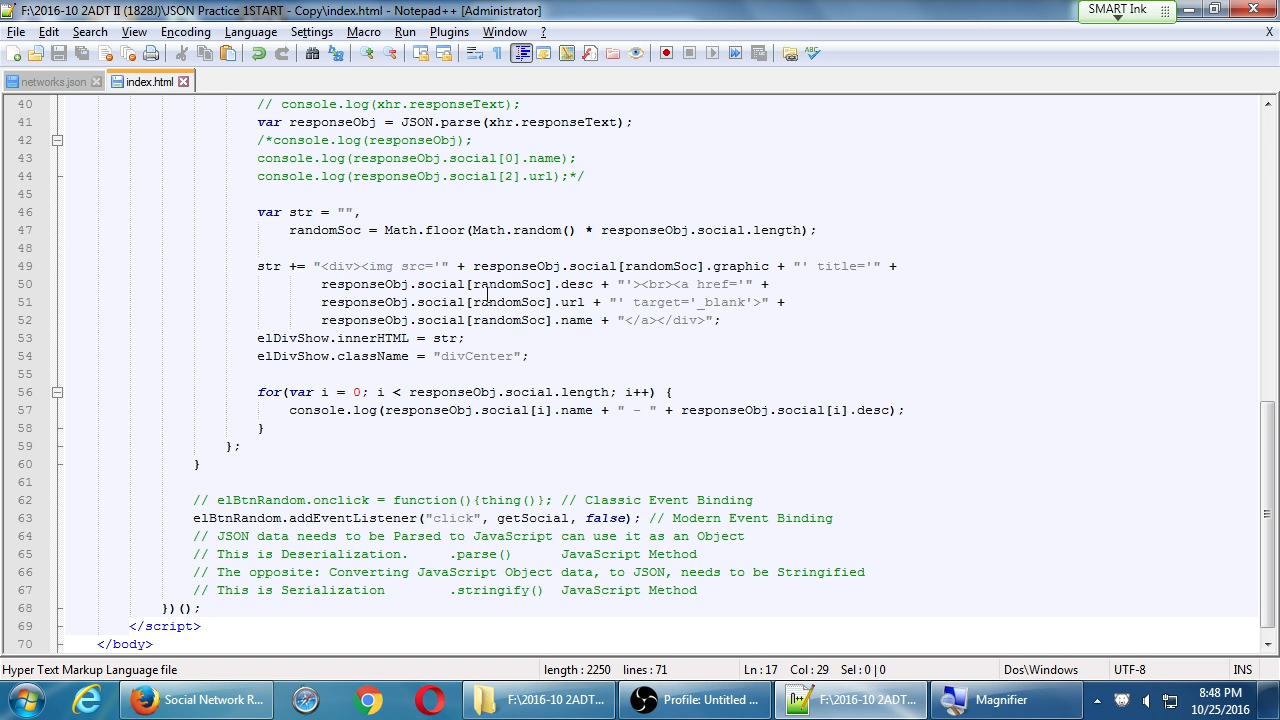 F:\2016-10 2ADT II (1828J)\JSON Practice 1START - Copy\index.html - Notepad++ [Administrator]
SMART Ink
File Edit Search View Encoding Language Settings Macro Run Plugins Window ? X
networks.json index.html
40 // console.log(xhr.responseText);
41 var responseObj = JSON.parse(xhr.responseText);
42 /*console.log(responseObj);
43 console.log(responseObj.social[0].name);
44 console.log(responseObj.social[2].url);*/
45
46 var str = "",
47 randomSoc = Math.floor(Math.random() * responseObj.social.length);
48
49 str += "<div><img src='" + responseObj.social[randomSoc].graphic + "' title='" +
50 responseObj.social[randomSoc].desc + "'><br><a href='" +
51 responseObj.social[randomSoc].url + "' target='_blank'>" +
52 responseObj.social[randomSoc].name + "</a></div>";
53 elDivShow.innerHTML = str;
54 elDivShow.className = "divCenter";
55
56 for(var i = 0; i < responseObj.social.length; i++) {
57 console.log(responseObj.social[i].name + " - " + responseObj.social[i].desc);
58 }
59 };
60 }
61
62 // elBtnRandom.onclick = function(){thing()}; // Classic Event Binding
63 elBtnRandom.addEventListener("click", getSocial, false); // Modern Event Binding
64 // JSON data needs to be Parsed to JavaScript can use it as an Object
65 // This is Deserialization. .parse() JavaScript Method
66 // The opposite: Converting JavaScript Object data, to JSON, needs to be Stringified
67 // This is Serialization .stringify() JavaScript Method
68 })();
69 </script>
70 </body>
Hyper Text Markup Language file length : 2250 lines : 71 Ln : 17 Col : 29 Sel : 0 | 0 Dos\Windows UTF-8 INS
Social Network R... F:\2016-10 2ADT... Profile: Untitled ... F:\2016-10 2ADT... Magnifier 8:48 PM
10/25/2016